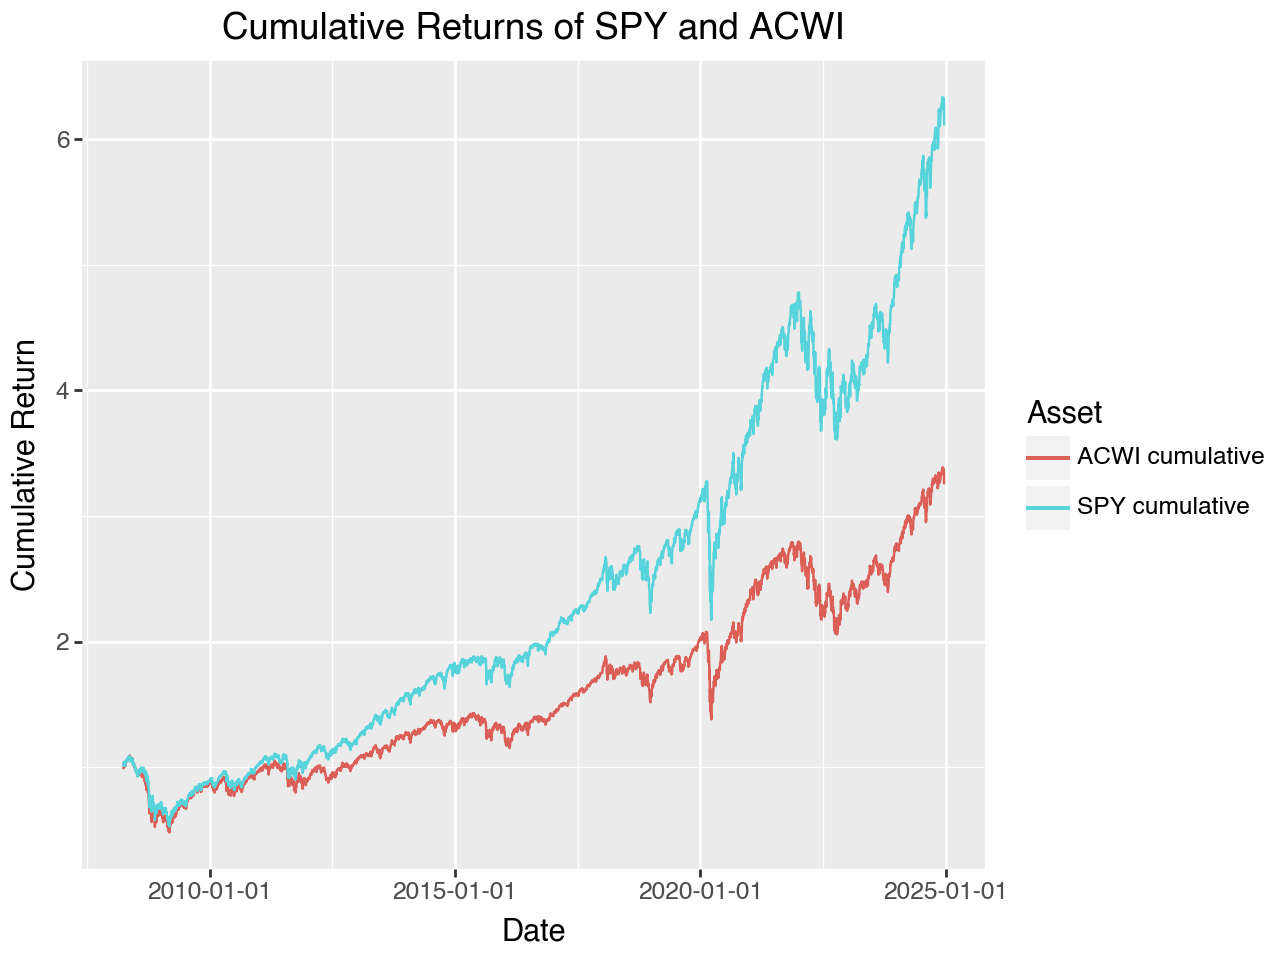 Cumulative Returns of SPY and ACWI
Cumulative Return
6
4
2
2010-01-01
2015-01-01
2020-01-01
2025-01-01
Date
Asset
ACWI cumulative
SPY cumulative